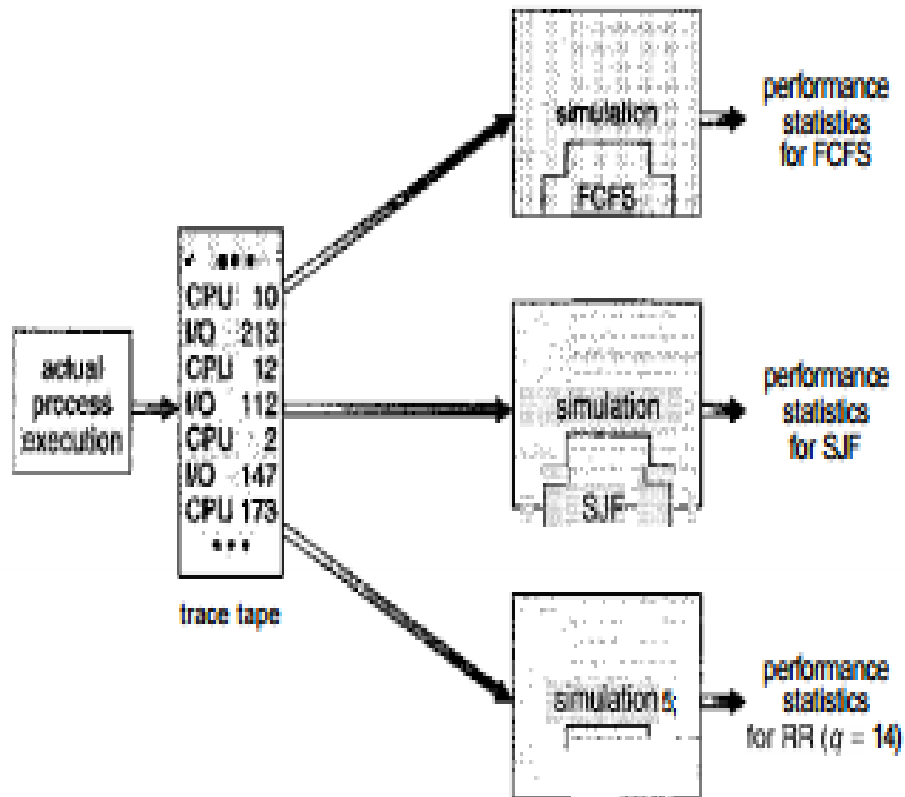 simulation
FCFS
performance
statistics
for FCFS
actual
process
execution
•••
CPU 10
I/O 213
CPU 12
I/O 112
CPU 2
I/O 147
CPU 173
•••
trace tape
simulation
SJF
performance
statistics
for SJF
simulation
performance
statistics
for RR (q = 14)